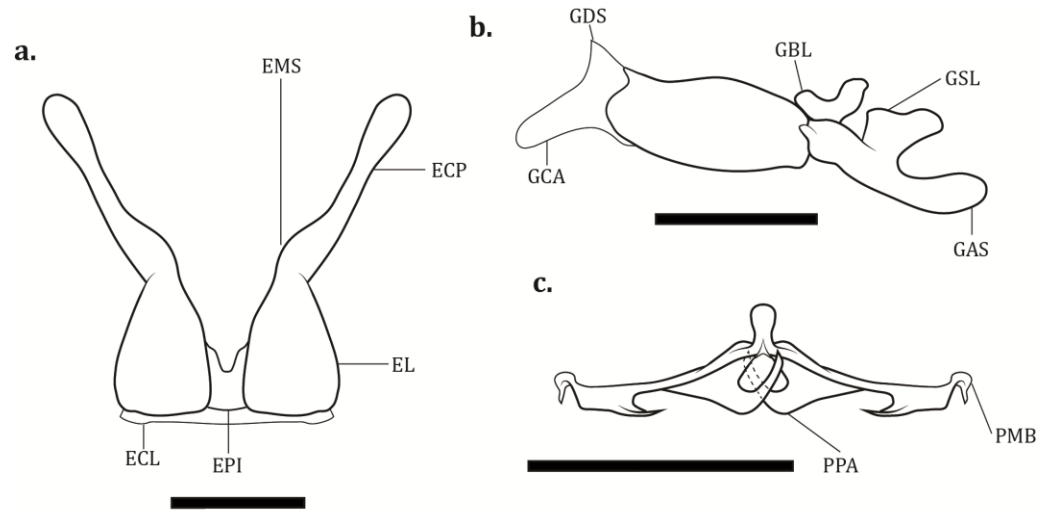 a.
EMS
ECP
EL
ECL
EPI
b.
GDS
GBL
GSL
GCA
GAS
c.
PMB
PPA